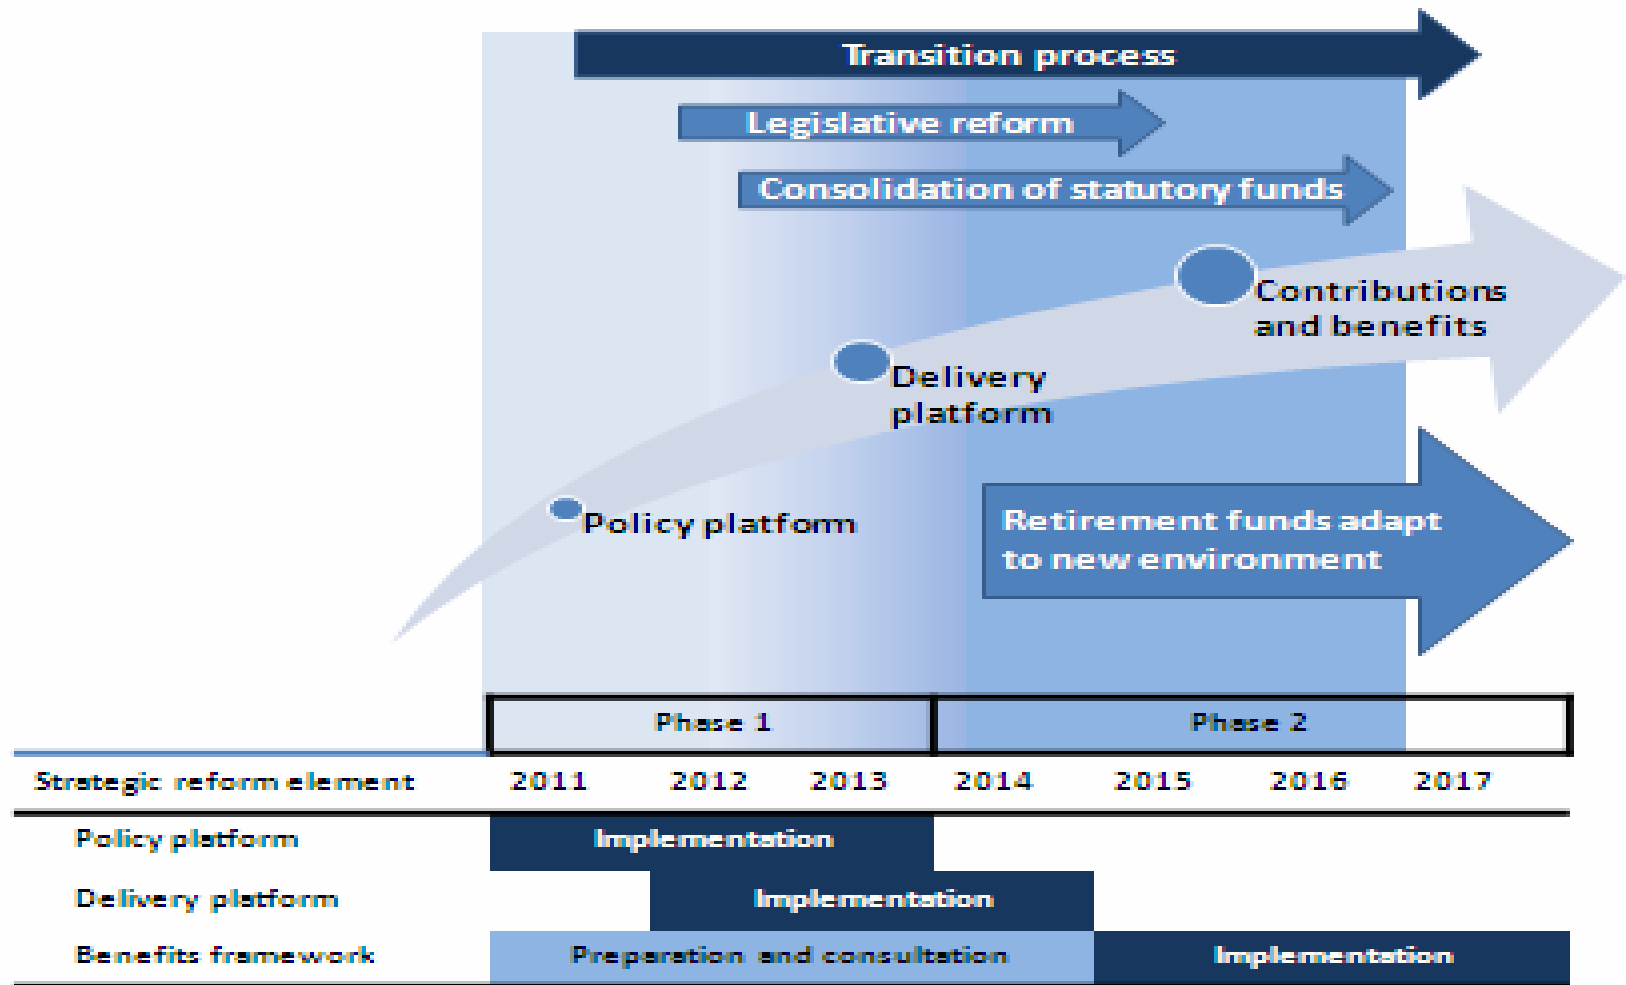 Transition process
Legislative reform
Consolidation of statutory funds
Contributions
and benefits
Delivery
platform
Policy platform
Retirement funds adapt
to new environment
Phase 1 Phase 2
Strategic reform element 2011 2012 2013 2014 2015 2016 2017
Policy platform Implementation
Delivery platform Implementation
Benefits framework Preparation and consultation Implementation